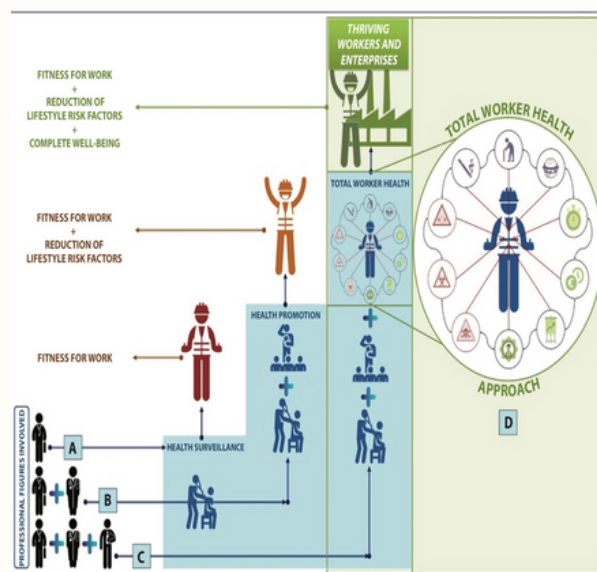 THRIVING
WORKERS AND
ENTERPRISES
FITNESS FOR WORK
+
REDUCTION OF
LIFESTYLE RISK FACTORS
+
COMPLETE WELL-BEING
TOTAL WORKER HEALTH
TOTAL WORKER HEALTH
FITNESS FOR WORK
+
REDUCTION OF
LIFESTYLE RISK FACTORS
HEALTH PROMOTION
FITNESS FOR WORK
APPROACH
D
PROFESSIONAL FIGURES INVOLVED
A
HEALTH SURVEILLANCE
B
C